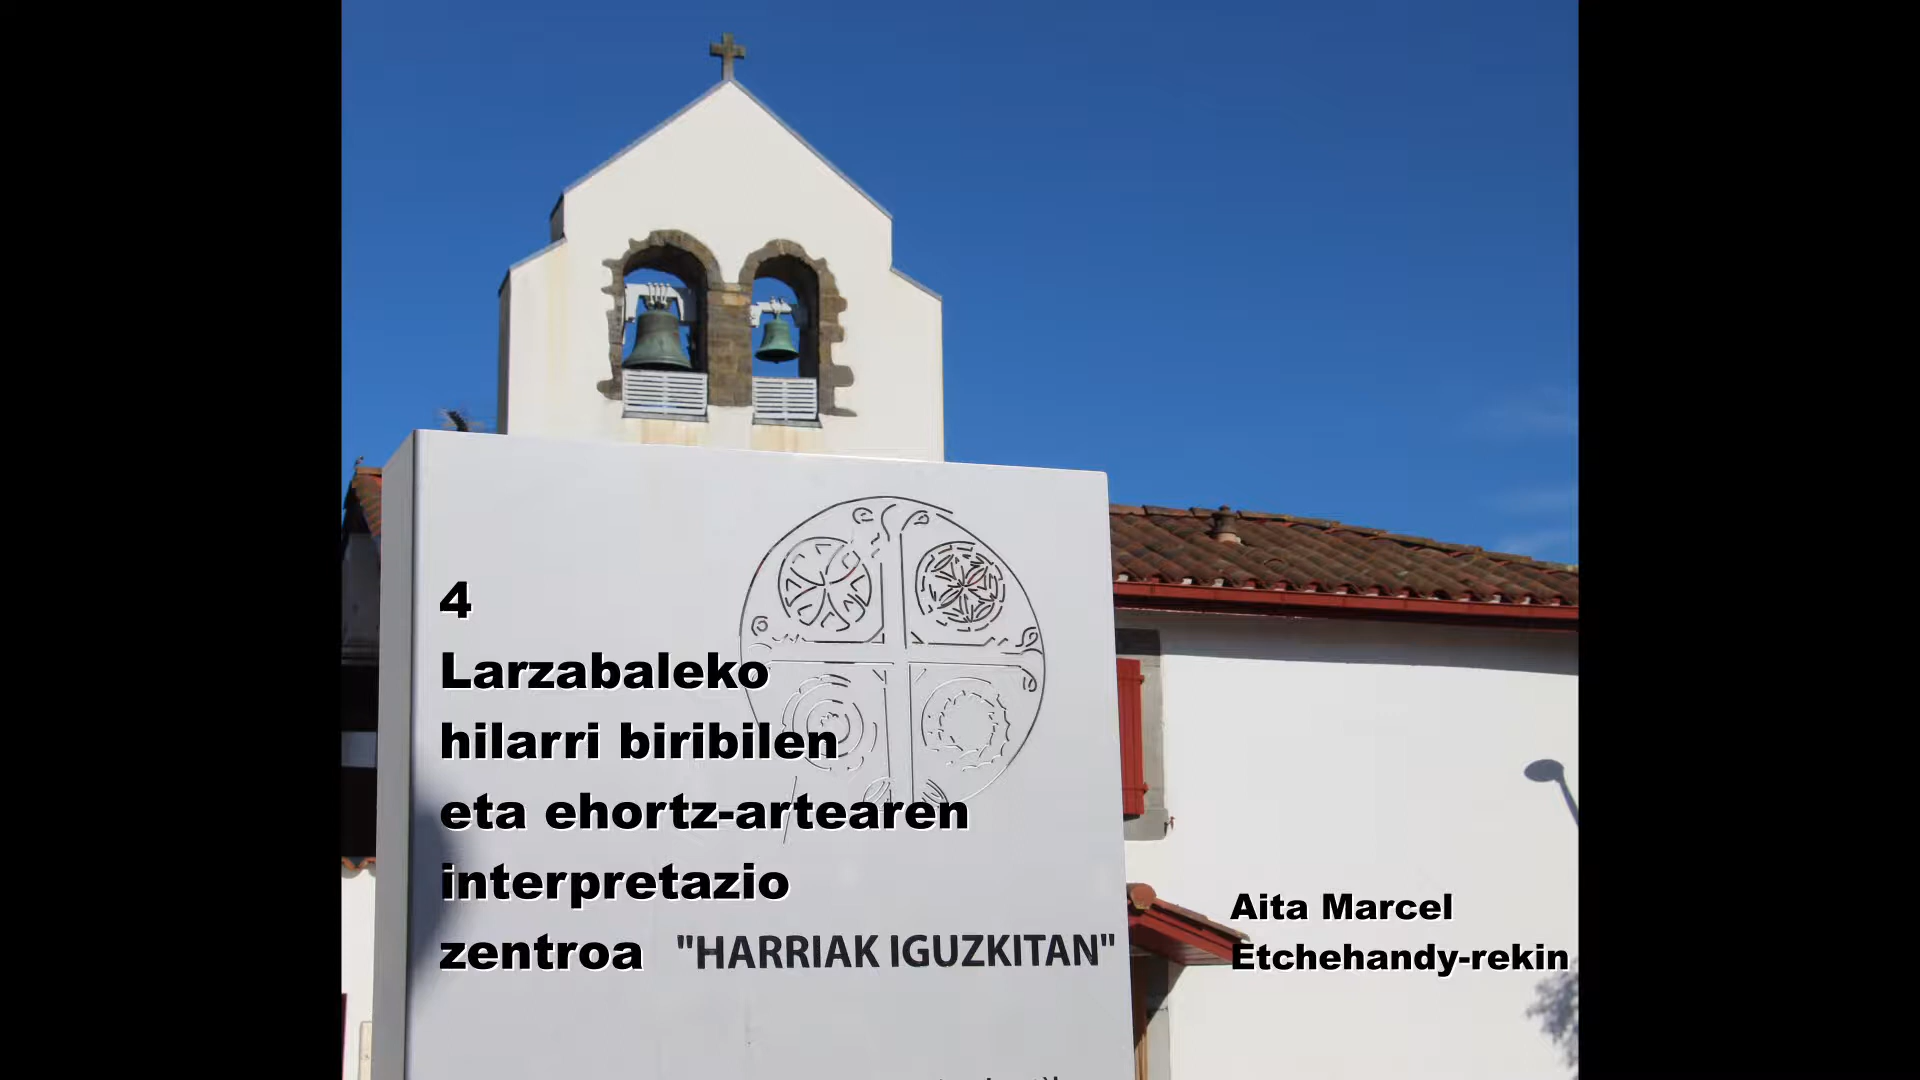 4
Larzabaleko
hilarri biribilen
eta ehortz-artearen
interpretazio
zentroa "HARRIAK IGUZKITAN"
Aita Marcel
Etchehandy-rekin